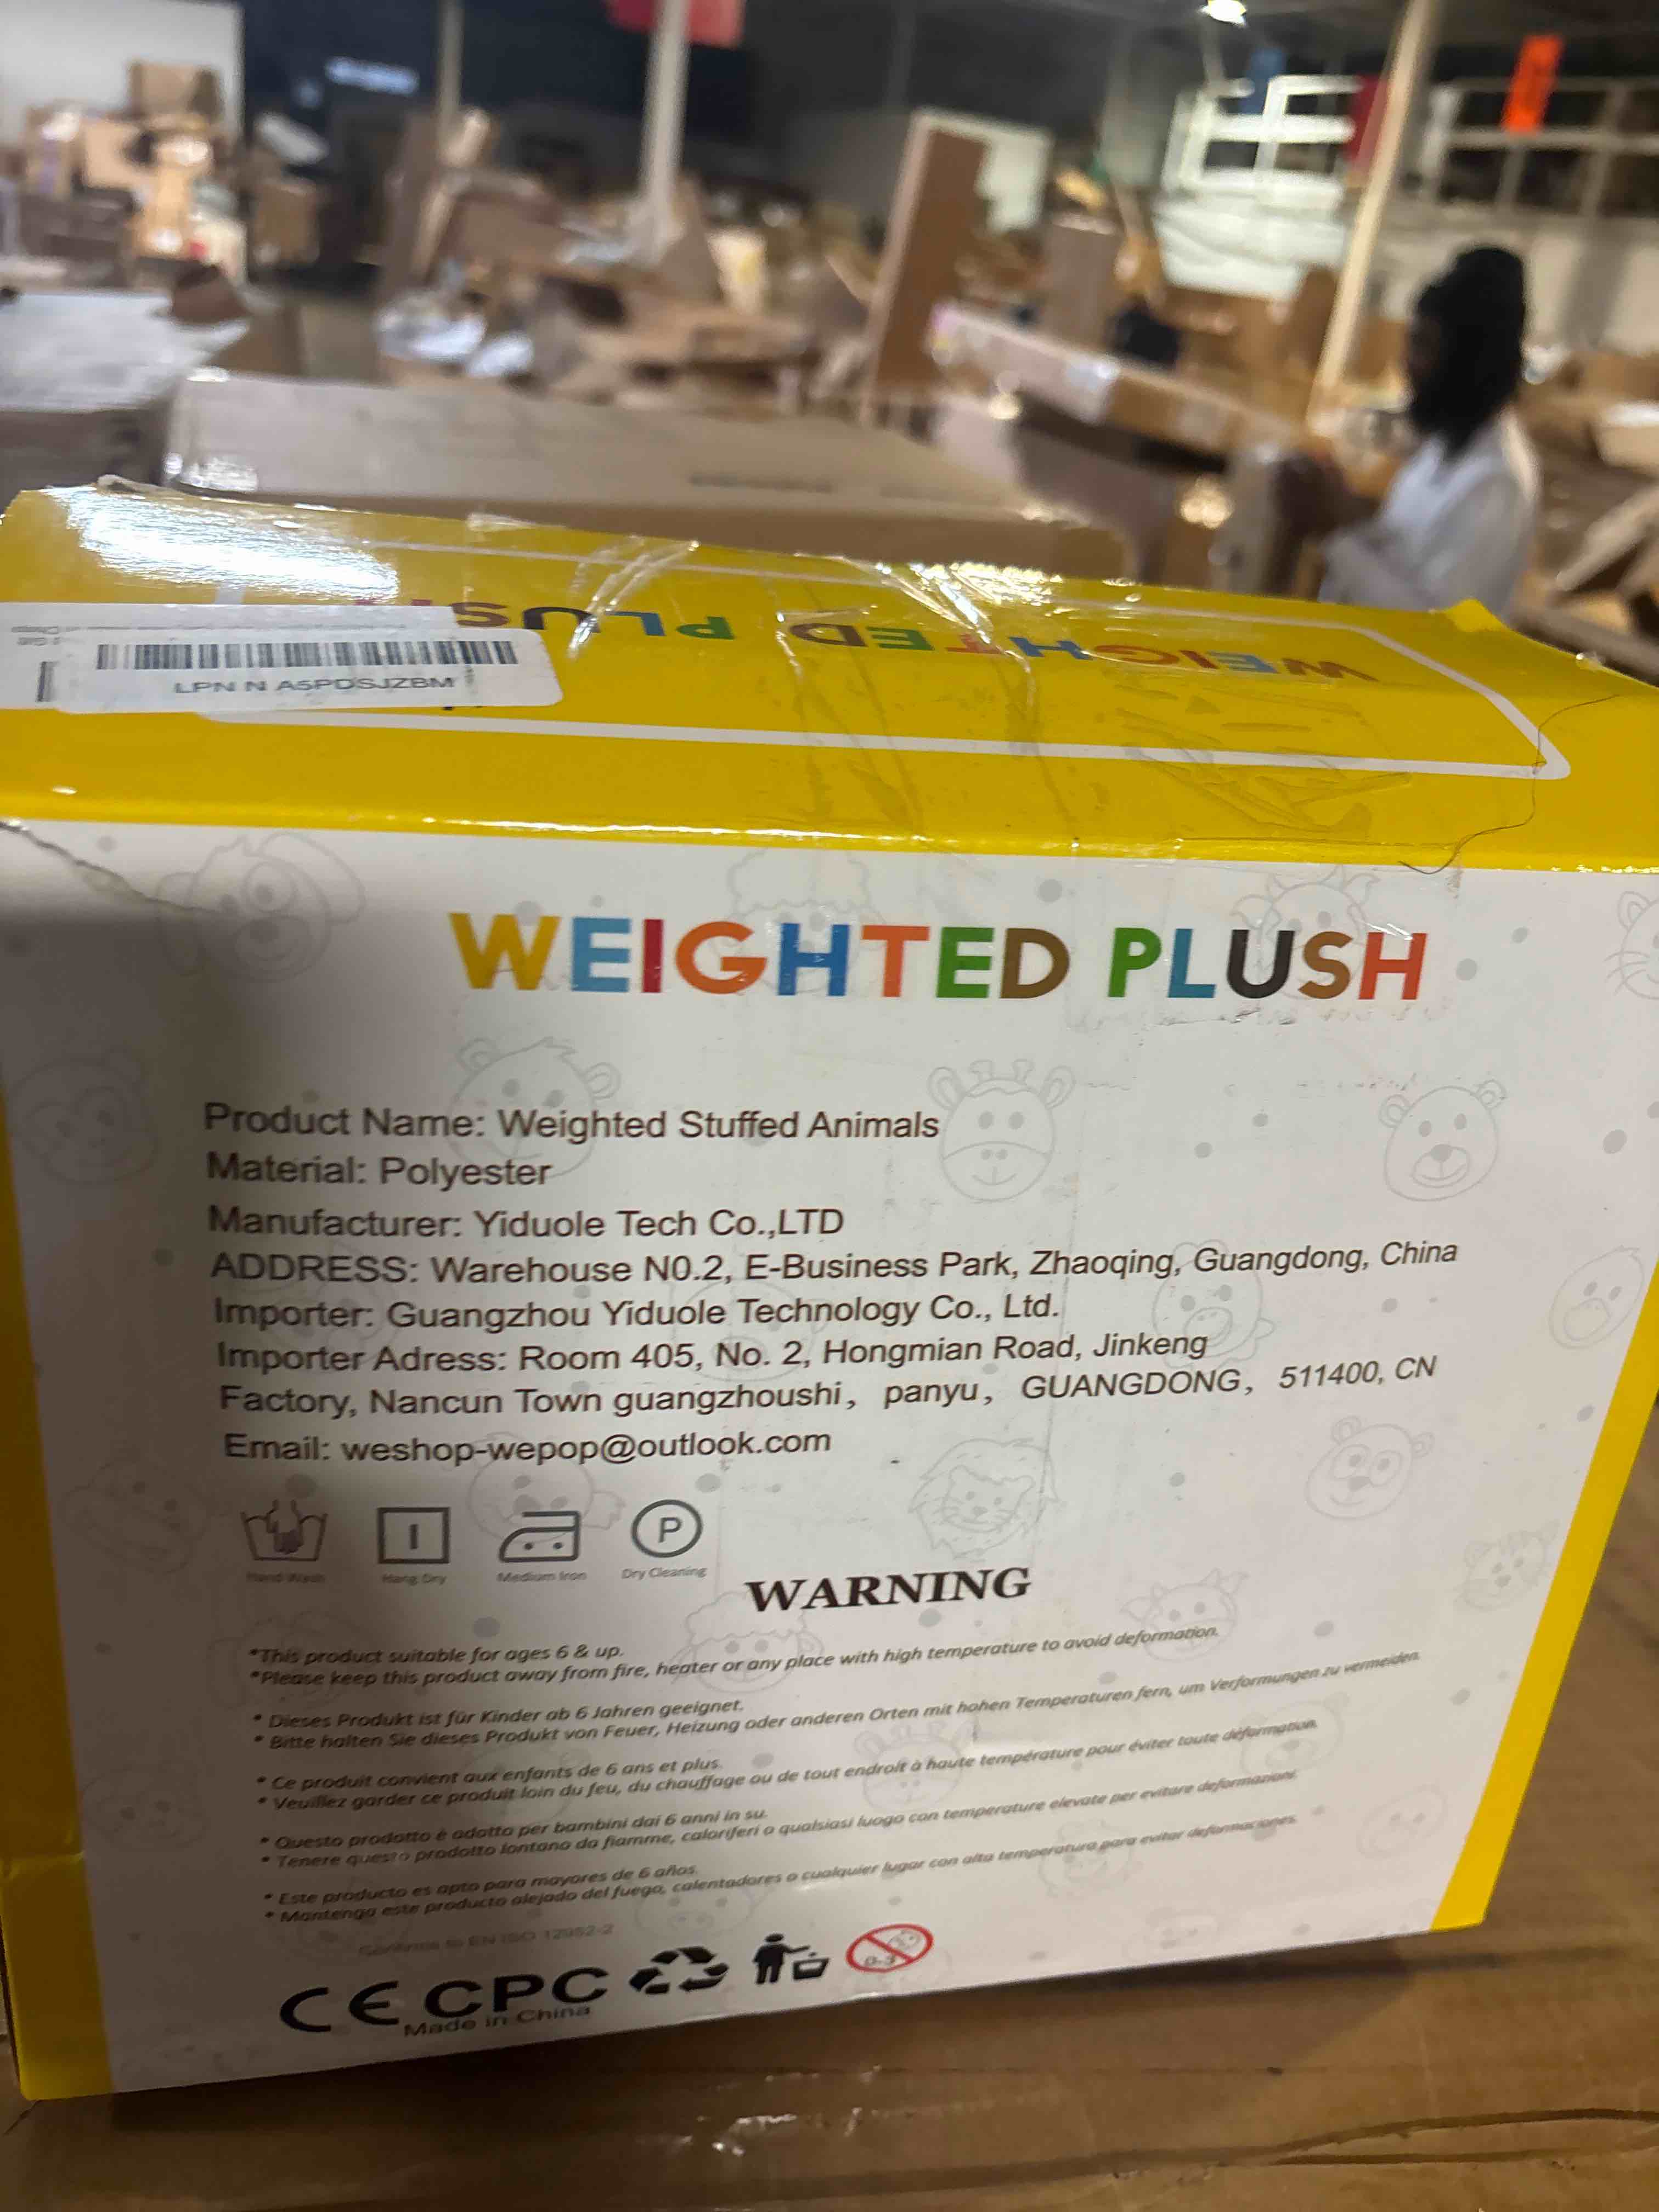 WEIGHTED PLUSH
LPN N A5PDSJZBM
WEIGHTED PLUSH
Product Name: Weighted Stuffed Animals
Material: Polyester
Manufacturer: Yiduole Tech Co.,LTD
ADDRESS: Warehouse N0.2, E-Business Park, Zhaoqing, Guangdong, China
Importer: Guangzhou Yiduole Technology Co., Ltd.
Importer Adress: Room 405, No. 2, Hongmian Road, Jinkeng
Factory, Nancun Town guangzhoushi, panyu, GUANGDONG, 511400, CN
Email: weshop-wepop@outlook.com
P
Hand Wash Hang Dry Medium Iron Dry Cleaning
WARNING
*This product suitable for ages 6 & up.
*Please keep this product away from fire, heater or any place with high temperature to avoid deformation.
* Dieses Produkt ist für Kinder ab 6 Jahren geeignet.
* Bitte halten Sie dieses Produkt von Feuer, Heizung oder anderen Orten mit hohen Temperaturen fern, um Verformungen zu vermeiden.
* Ce produit convient aux enfants de 6 ans et plus.
* Veuillez garder ce produit loin du feu, du chauffage ou de tout endroit à haute température pour éviter toute déformation.
* Questo prodotto è adatto per bambini dai 6 anni in su.
* Tenere questo prodotto lontano da fiamme, caloriferi o qualsiasi luogo con temperature elevate per evitare deformazioni.
* Este producto es apto para mayores de 6 años.
* Mantenga este producto alejado del fuego, calentadores o cualquier lugar con alta temperatura para evitar deformaciones.
EN ISO 12952-2
CE CPC
0-3
Made in China